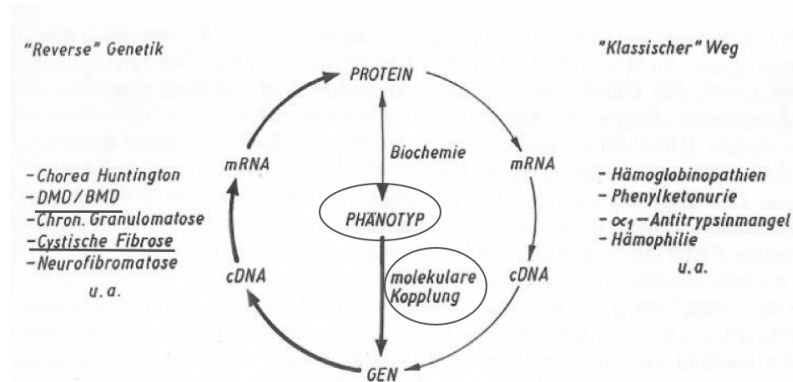 "Reverse" Genetik
"Klassischer" Weg
PROTEIN
Biochemie
mRNA
mRNA
- Chorea Huntington
- DMD/BMD
- Chron. Granulomatose
- Cystische Fibrose
- Neurofibromatose
u.a.
PHÄNOTYP
- Hämoglobinopathien
- Phenylketonurie
- α1-Antitrypsinmangel
- Hämophilie
u.a.
cDNA
molekulare
Kopplung
cDNA
GEN